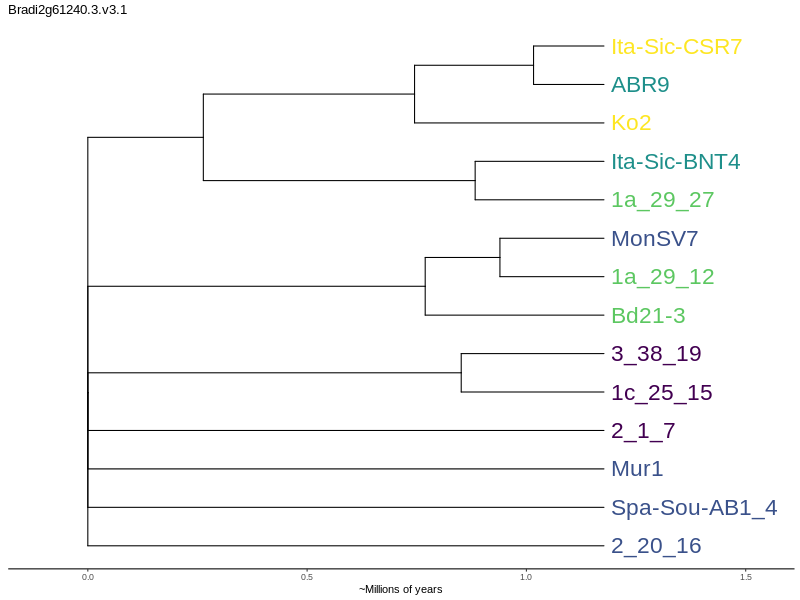 Bradi2g61240.3.v3.1
Ita-Sic-CSR7
ABR9
Ko2
Ita-Sic-BNT4
1a_29_27
MonSV7
1a_29_12
Bd21-3
3_38_19
1c_25_15
2_1_7
Mur1
Spa-Sou-AB1_4
2_20_16
0.0 0.5 1.0 1.5
~Millions of years